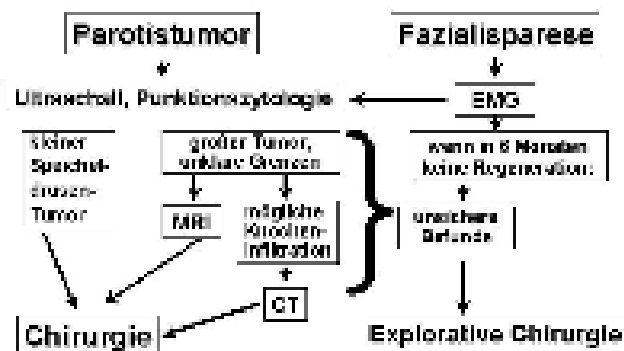 Parotistumor
Fazialisparese
Ultraschall, Punktionszytologie
EMG
kleiner
Speichel-
drüsen-
Tumor
großer Tumor,
unklare Grenzen
wenn in 6 Monaten
keine Regeneration:
MRI
mögliche
Knochen-
infiltration
unsichere
Befunde
CT
Chirurgie
Explorative Chirurgie